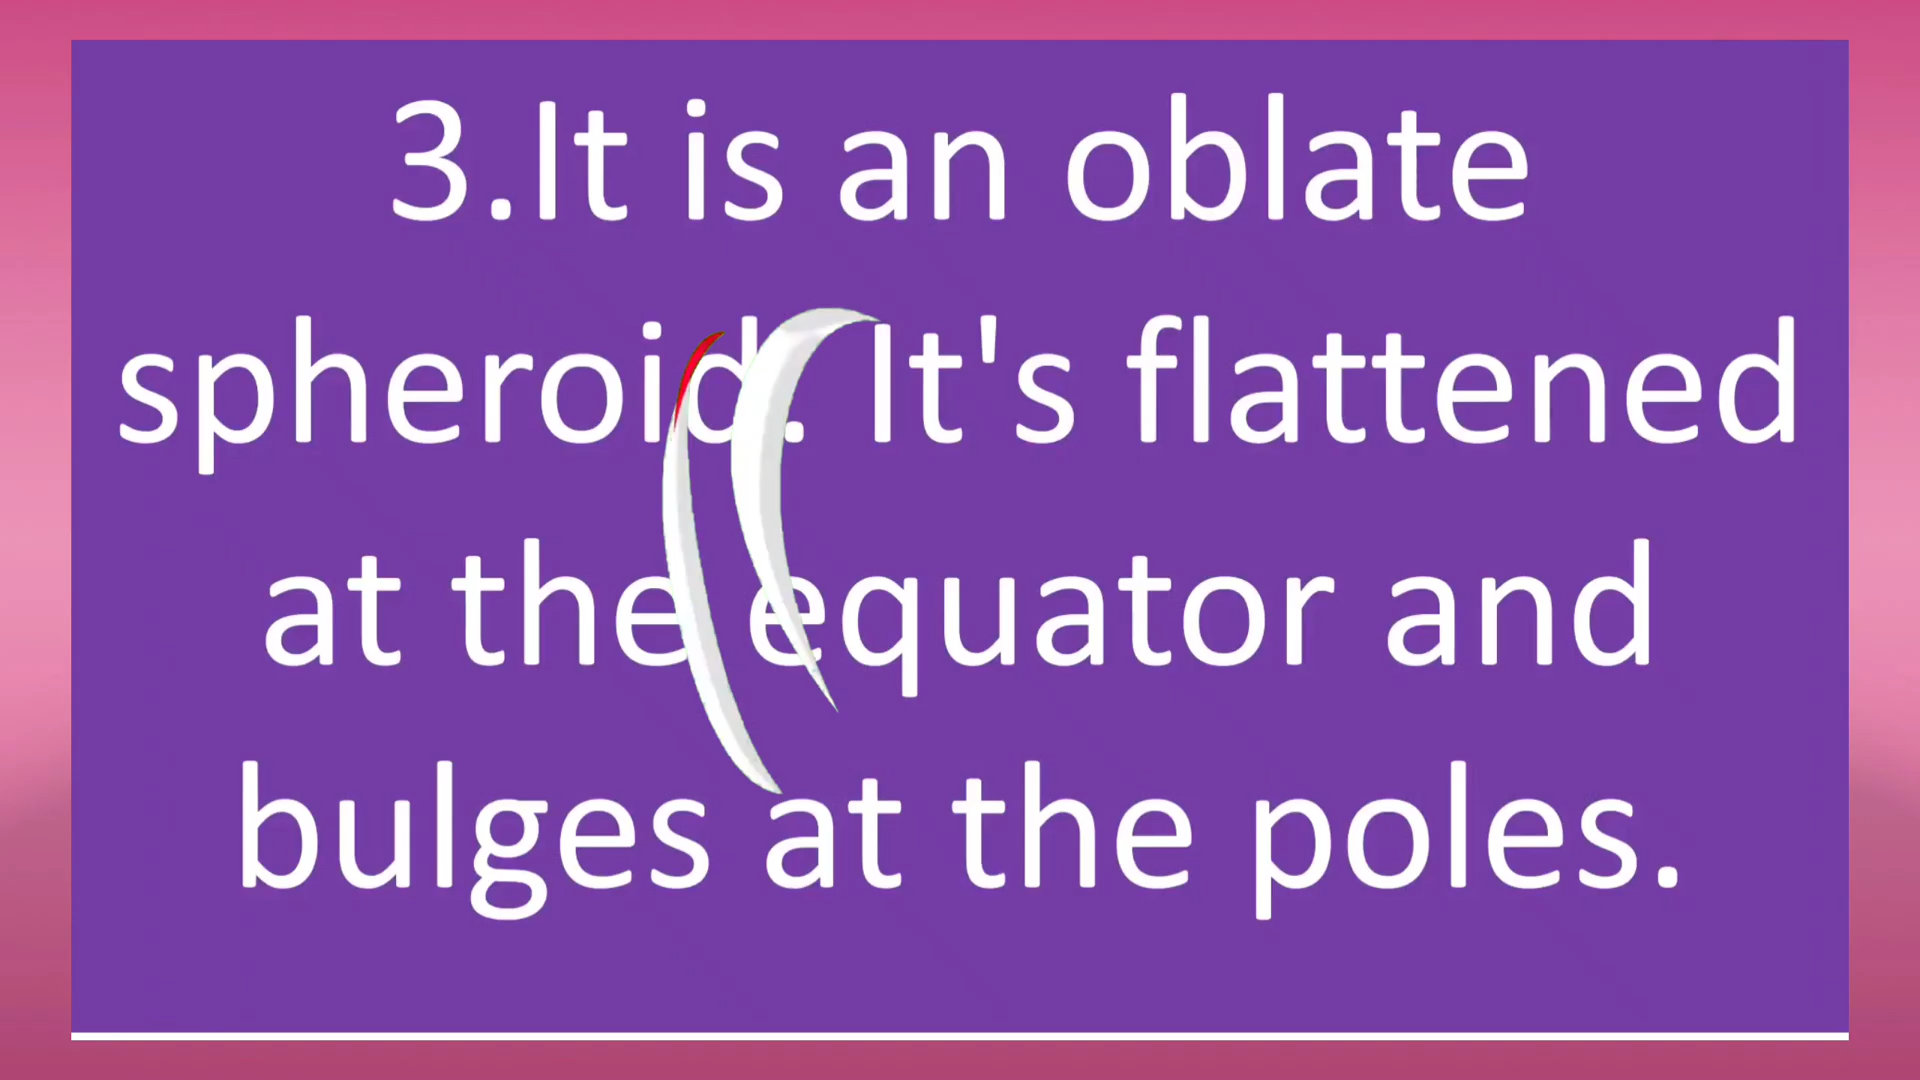 3.It is an oblate
spheroid. It's flattened
at the equator and
bulges at the poles.